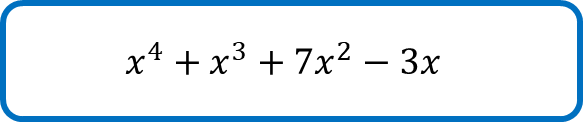 x⁴ + x³ + 7x² − 3x